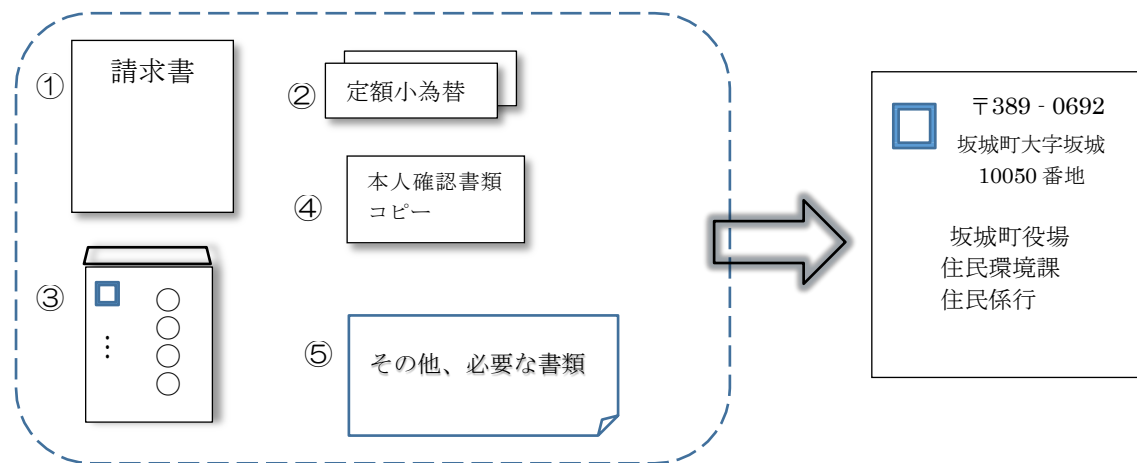 ① 請求書
② 定額小為替
③
︙
○
○
○
○
④ 本人確認書類
コピー
⑤ その他、必要な書類
〒389‐0692
坂城町大字坂城
10050 番地
坂城町役場
住民環境課
住民係行